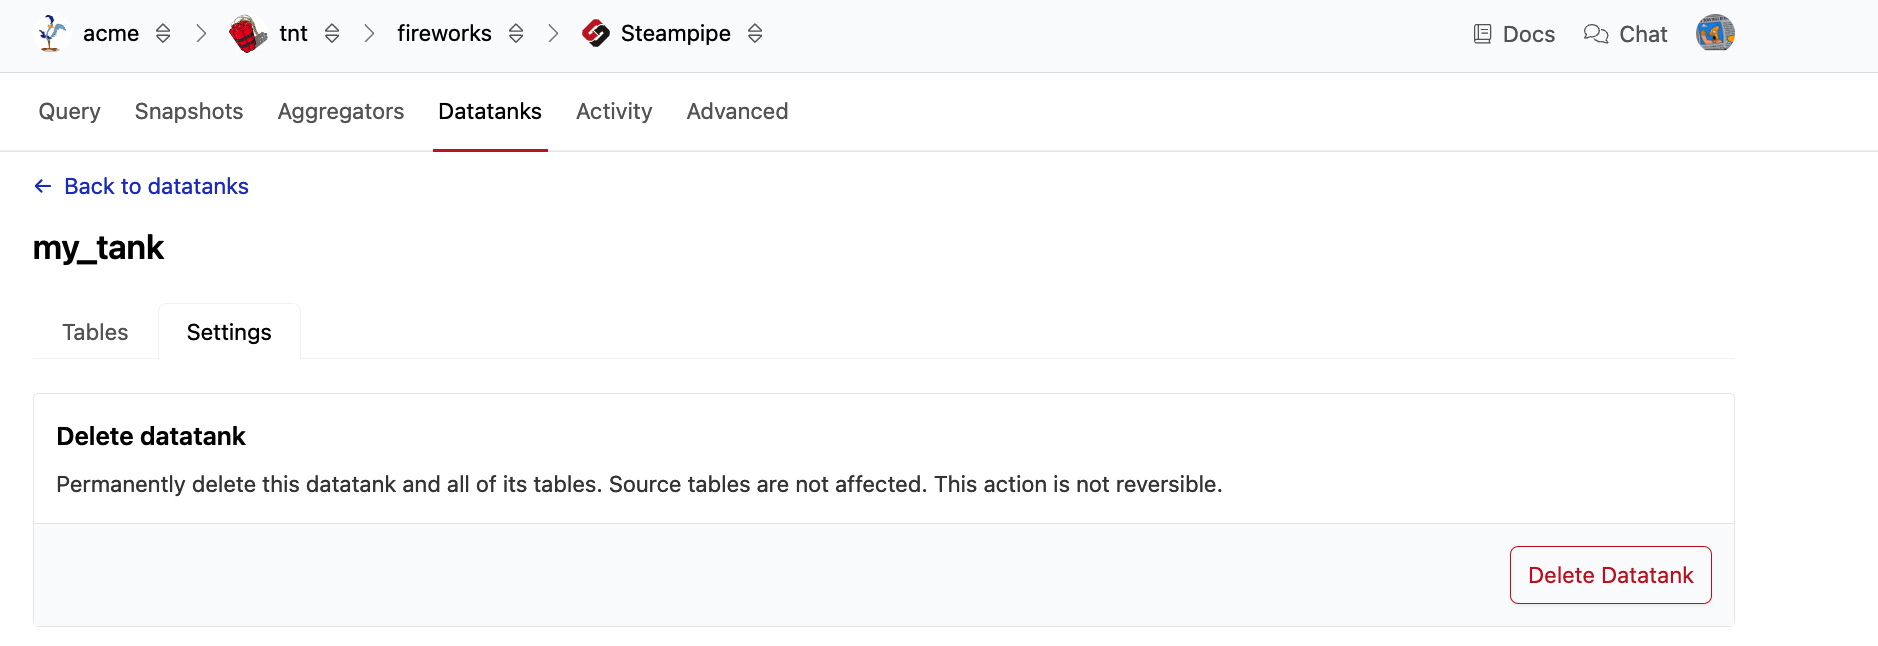 acme tnt fireworks Steampipe Docs Chat
Query Snapshots Aggregators Datatanks Activity Advanced
← Back to datatanks
my_tank
Tables Settings
Delete datatank
Permanently delete this datatank and all of its tables. Source tables are not affected. This action is not reversible.
Delete Datatank